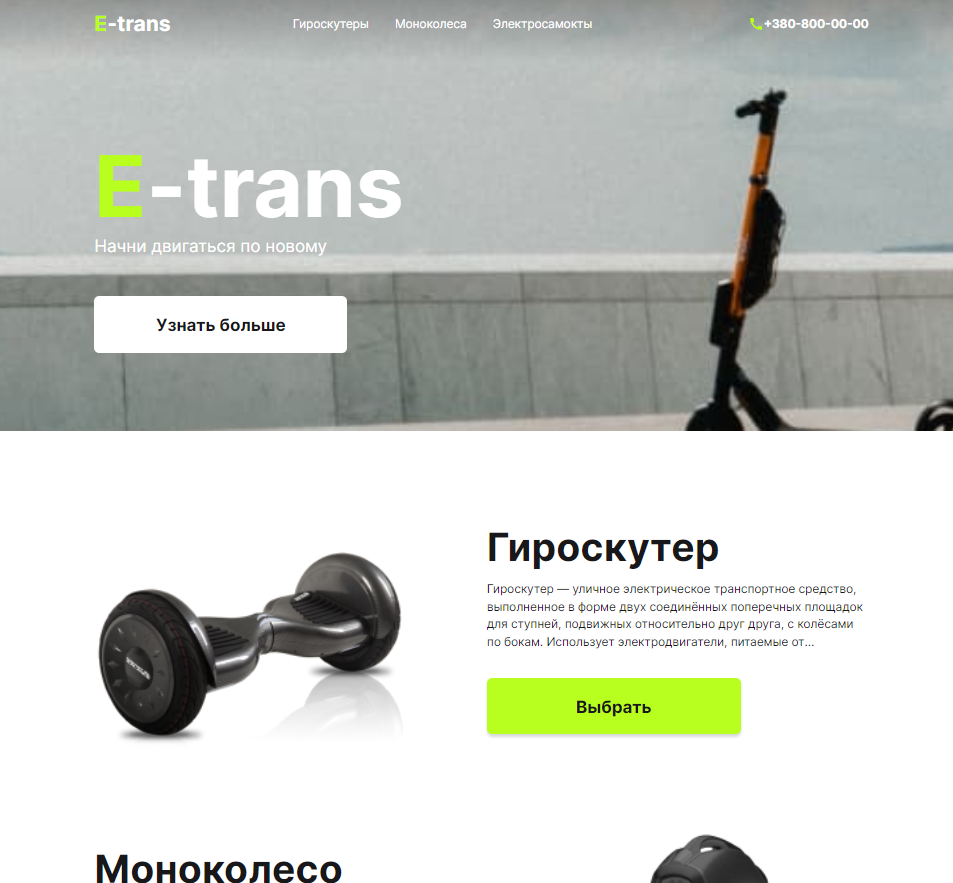 E-trans
Гироскутеры
Моноколеса
Электросамокты
+380-800-00-00
E-trans
Начни двигаться по новому
Узнать больше
Гироскутер
Гироскутер — уличное электрическое транспортное средство,
выполненное в форме двух соединённых поперечных площадок
для ступней, подвижных относительно друг друга, с колёсами
по бокам. Использует электродвигатели, питаемые от...
Выбрать
Моноколесо